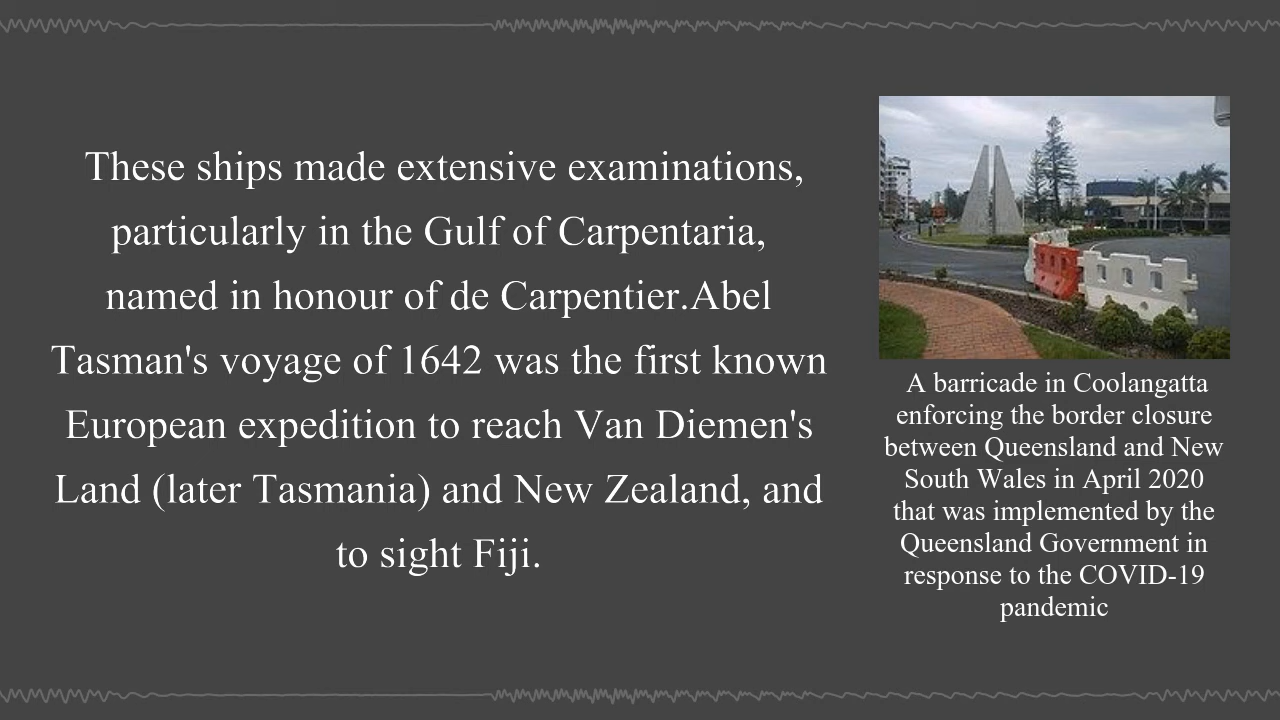 These ships made extensive examinations,
particularly in the Gulf of Carpentaria,
named in honour of de Carpentier.Abel
Tasman's voyage of 1642 was the first known
European expedition to reach Van Diemen's
Land (later Tasmania) and New Zealand, and
to sight Fiji.
A barricade in Coolangatta
enforcing the border closure
between Queensland and New
South Wales in April 2020
that was implemented by the
Queensland Government in
response to the COVID-19
pandemic